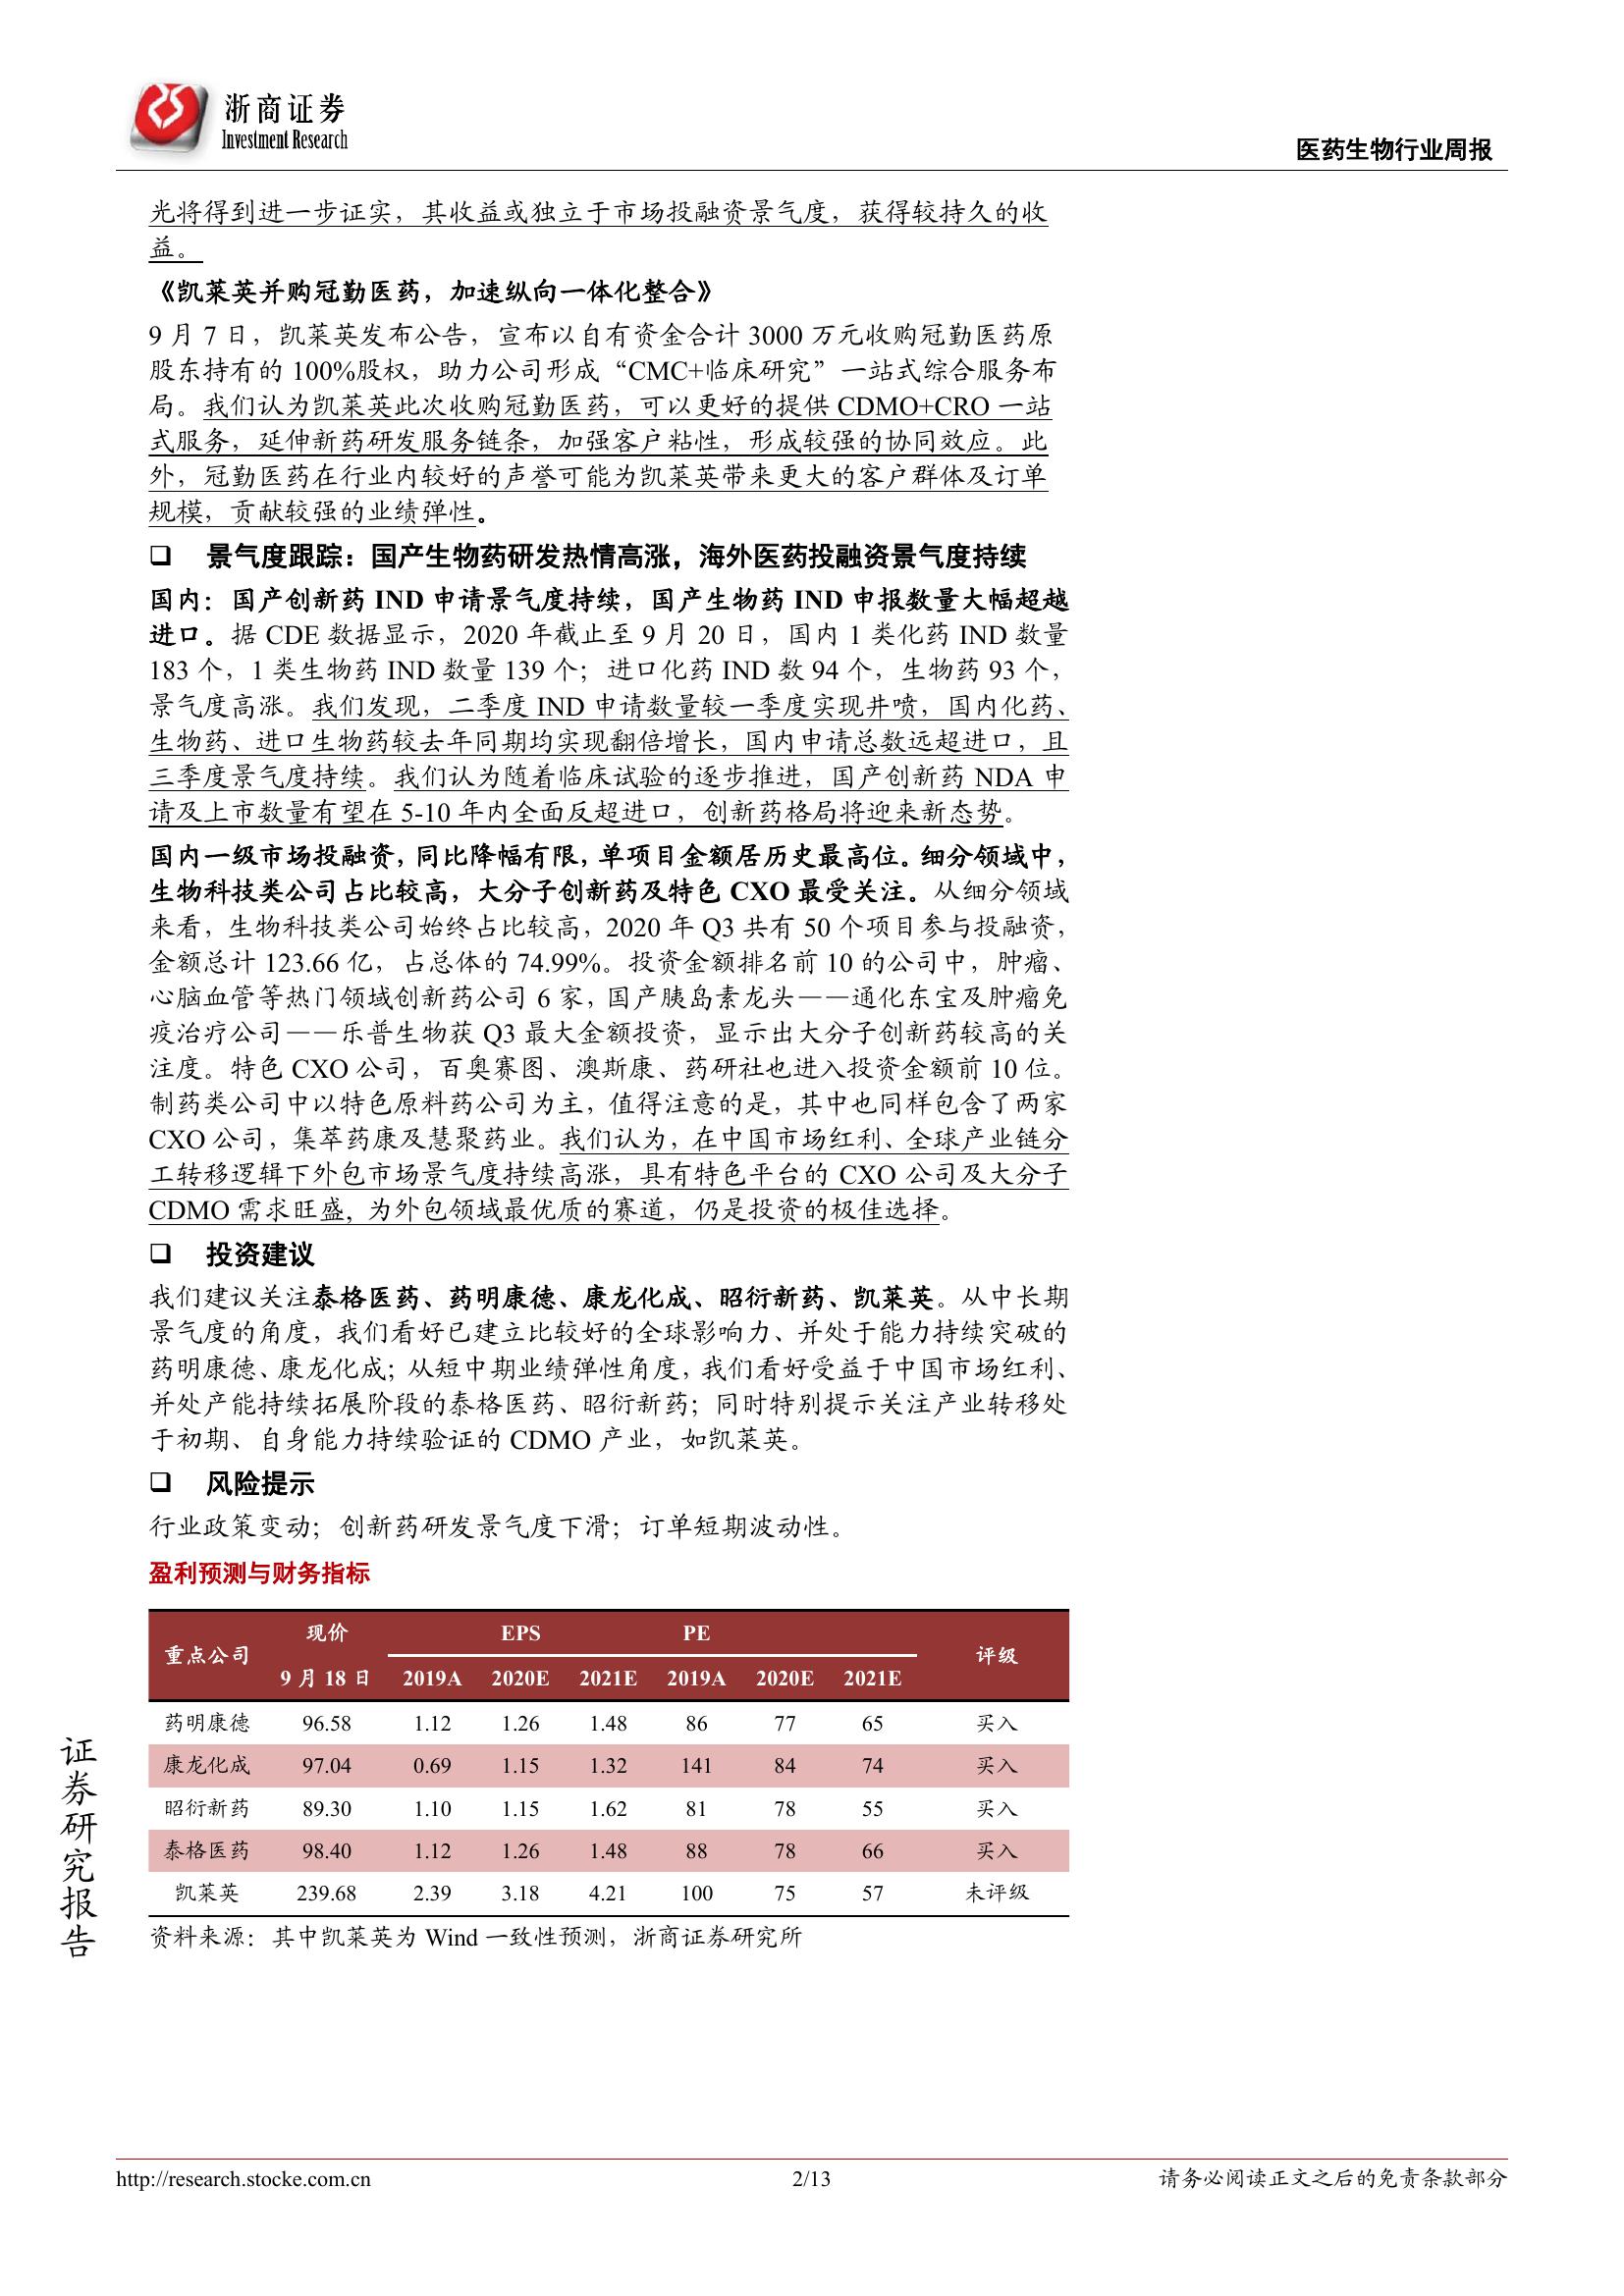 浙商证券
Investment Research
医药生物行业周报
光将得到进一步证实，其收益或独立于市场投融资景气度，获得较持久的收
益。
《凯莱英并购冠勤医药，加速纵向一体化整合》
9 月 7 日，凯莱英发布公告，宣布以自有资金合计 3000 万元收购冠勤医药原
股东持有的 100%股权，助力公司形成“CMC+临床研究”一站式综合服务布
局。我们认为凯莱英此次收购冠勤医药，可以更好的提供 CDMO+CRO 一站
式服务，延伸新药研发服务链条，加强客户粘性，形成较强的协同效应。此
外，冠勤医药在行业内较好的声誉可能为凯莱英带来更大的客户群体及订单
规模，贡献较强的业绩弹性。
❑ 景气度跟踪：国产生物药研发热情高涨，海外医药投融资景气度持续
国内：国产创新药 IND 申请景气度持续，国产生物药 IND 申报数量大幅超越
进口。据 CDE 数据显示，2020 年截止至 9 月 20 日，国内 1 类化药 IND 数量
183 个，1 类生物药 IND 数量 139 个；进口化药 IND 数 94 个，生物药 93 个，
景气度高涨。我们发现，二季度 IND 申请数量较一季度实现井喷，国内化药、
生物药、进口生物药较去年同期均实现翻倍增长，国内申请总数远超进口，且
三季度景气度持续。我们认为随着临床试验的逐步推进，国产创新药 NDA 申
请及上市数量有望在 5-10 年内全面反超进口，创新药格局将迎来新态势。
国内一级市场投融资，同比降幅有限，单项目金额居历史最高位。细分领域中，
生物科技类公司占比较高，大分子创新药及特色 CXO 最受关注。从细分领域
来看，生物科技类公司始终占比较高，2020 年 Q3 共有 50 个项目参与投融资，
金额总计 123.66 亿，占总体的 74.99%。投资金额排名前 10 的公司中，肿瘤、
心脑血管等热门领域创新药公司 6 家，国产胰岛素龙头——通化东宝及肿瘤免
疫治疗公司——乐普生物获 Q3 最大金额投资，显示出大分子创新药较高的关
注度。特色 CXO 公司，百奥赛图、澳斯康、药研社也进入投资金额前 10 位。
制药类公司中以特色原料药公司为主，值得注意的是，其中也同样包含了两家
CXO 公司，集萃药康及慧聚药业。我们认为，在中国市场红利、全球产业链分
工转移逻辑下外包市场景气度持续高涨，具有特色平台的 CXO 公司及大分子
CDMO 需求旺盛, 为外包领域最优质的赛道，仍是投资的极佳选择。
❑ 投资建议
我们建议关注泰格医药、药明康德、康龙化成、昭衍新药、凯莱英。从中长期
景气度的角度，我们看好已建立比较好的全球影响力、并处于能力持续突破的
药明康德、康龙化成；从短中期业绩弹性角度，我们看好受益于中国市场红利、
并处产能持续拓展阶段的泰格医药、昭衍新药；同时特别提示关注产业转移处
于初期、自身能力持续验证的 CDMO 产业，如凯莱英。
❑ 风险提示
行业政策变动；创新药研发景气度下滑；订单短期波动性。
盈利预测与财务指标
重点公司 现价 EPS PE 评级
9 月 18 日 2019A 2020E 2021E 2019A 2020E 2021E
药明康德 96.58 1.12 1.26 1.48 86 77 65 买入
康龙化成 97.04 0.69 1.15 1.32 141 84 74 买入
昭衍新药 89.30 1.10 1.15 1.62 81 78 55 买入
泰格医药 98.40 1.12 1.26 1.48 88 78 66 买入
凯莱英 239.68 2.39 3.18 4.21 100 75 57 未评级
资料来源：其中凯莱英为 Wind 一致性预测，浙商证券研究所
证券研究报告
http://research.stocke.com.cn
2/13
请务必阅读正文之后的免责条款部分